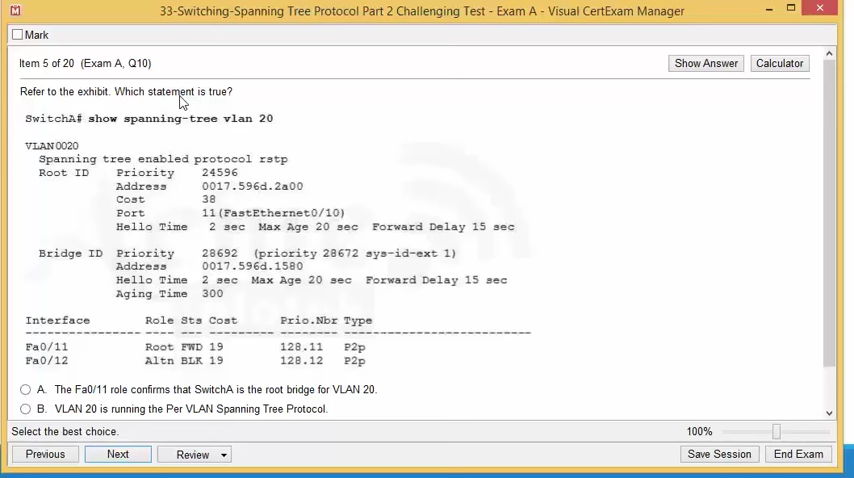 33-Switching-Spanning Tree Protocol Part 2 Challenging Test - Exam A - Visual CertExam Manager
Mark
Item 5 of 20 (Exam A, Q10)
Show Answer
Calculator
Refer to the exhibit. Which statement is true?
SwitchA# show spanning-tree vlan 20
VLAN0020
Spanning tree enabled protocol rstp
Root ID Priority 24596
Address 0017.596d.2a00
Cost 38
Port 11(FastEthernet0/10)
Hello Time 2 sec Max Age 20 sec Forward Delay 15 sec
Bridge ID Priority 28692 (priority 28672 sys-id-ext 1)
Address 0017.596d.1580
Hello Time 2 sec Max Age 20 sec Forward Delay 15 sec
Aging Time 300
Interface Role Sts Cost Prio.Nbr Type
Fa0/11 Root FWD 19 128.11 P2p
Fa0/12 Altn BLK 19 128.12 P2p
A. The Fa0/11 role confirms that SwitchA is the root bridge for VLAN 20.
B. VLAN 20 is running the Per VLAN Spanning Tree Protocol.
Select the best choice.
100%
Previous
Next
Review
Save Session
End Exam